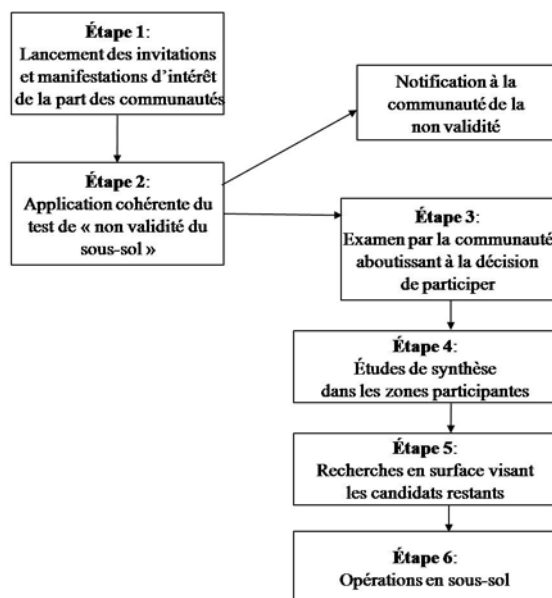 Étape 1:
Lancement des invitations
et manifestations d'intérêt
de la part des communautés
Notification à la
communauté de la
non validité
Étape 2:
Application cohérente du
test de « non validité du
sous-sol »
Étape 3:
Examen par la communauté
aboutissant à la décision
de participer
Étape 4:
Études de synthèse
dans les zones participantes
Étape 5:
Recherches en surface visant
les candidats restants
Étape 6:
Opérations en sous-sol